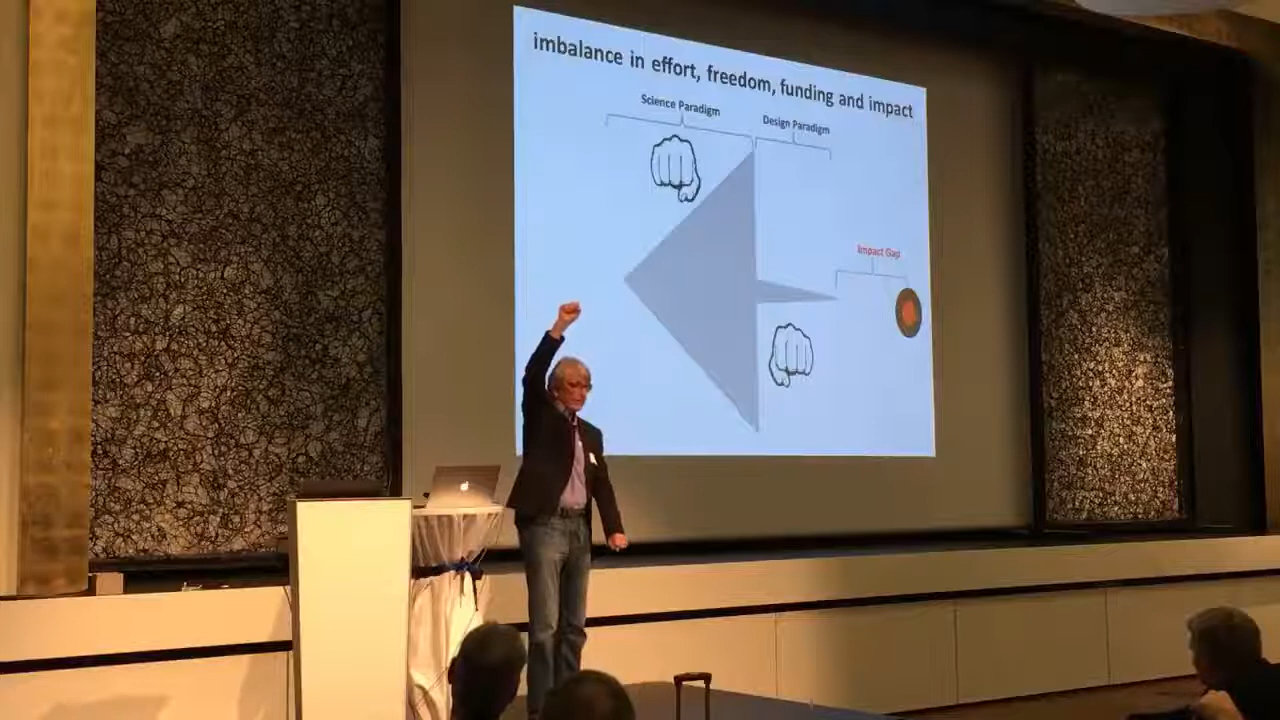 imbalance in effort, freedom, funding and impact
Science Paradigm
Design Paradigm
Impact Gap